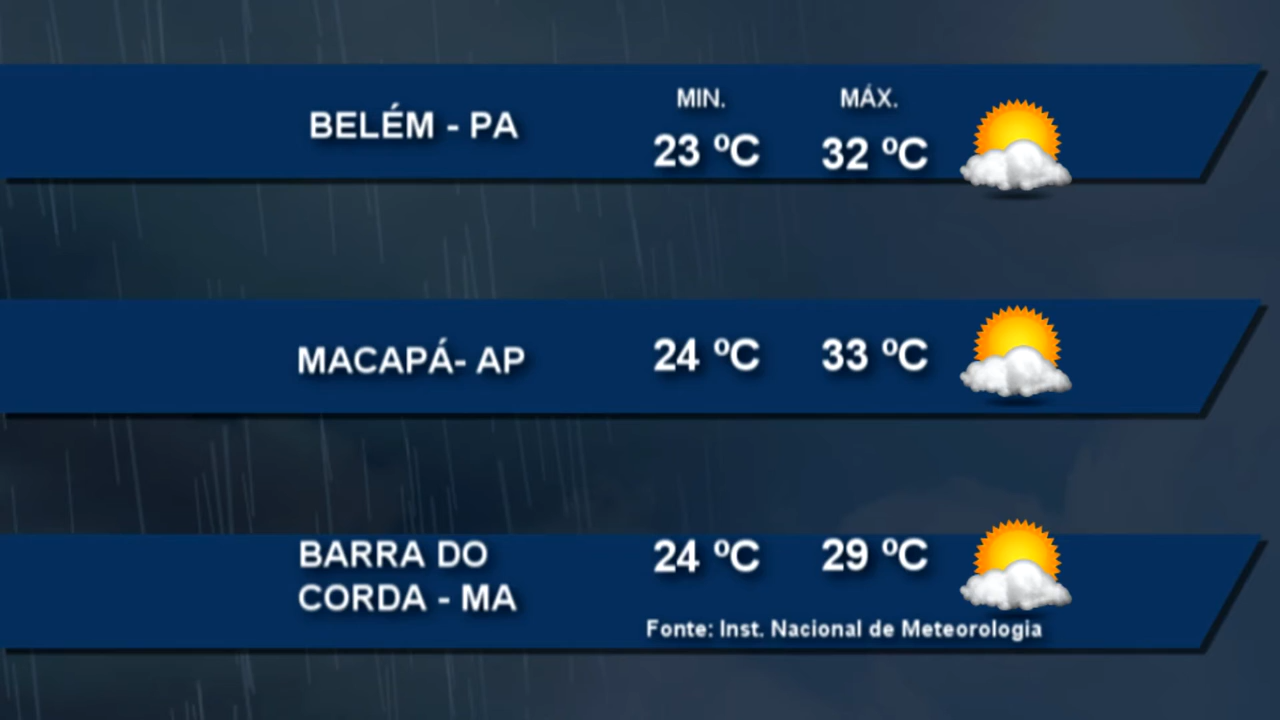 MIN. MÁX.
BELÉM - PA 23 ºC 32 ºC
MACAPÁ- AP 24 ºC 33 ºC
BARRA DO
CORDA - MA 24 ºC 29 ºC
Fonte: Inst. Nacional de Meteorologia